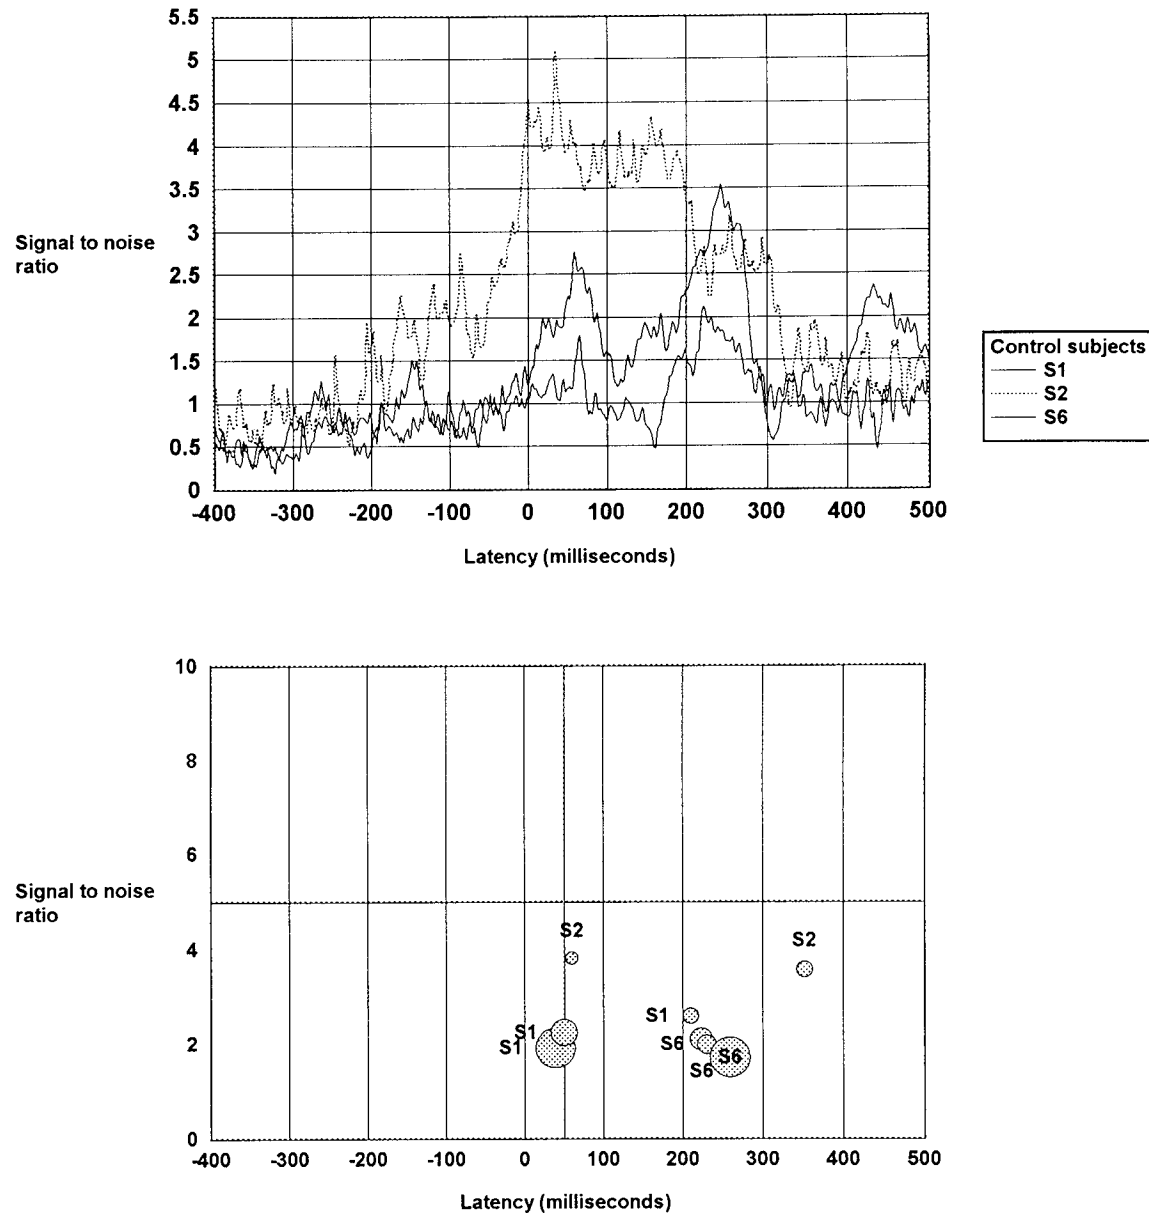 5.5
5
4.5
4
3.5
3
2.5
2
1.5
1
0.5
0
Signal to noise
ratio
-400 -300 -200 -100 0 100 200 300 400 500
Latency (milliseconds)
Control subjects
S1
S2
S6
10
8
6
4
2
0
Signal to noise
ratio
S2
S2
S1
S1
S1
S6
S6
S6
-400 -300 -200 -100 0 100 200 300 400 500
Latency (milliseconds)